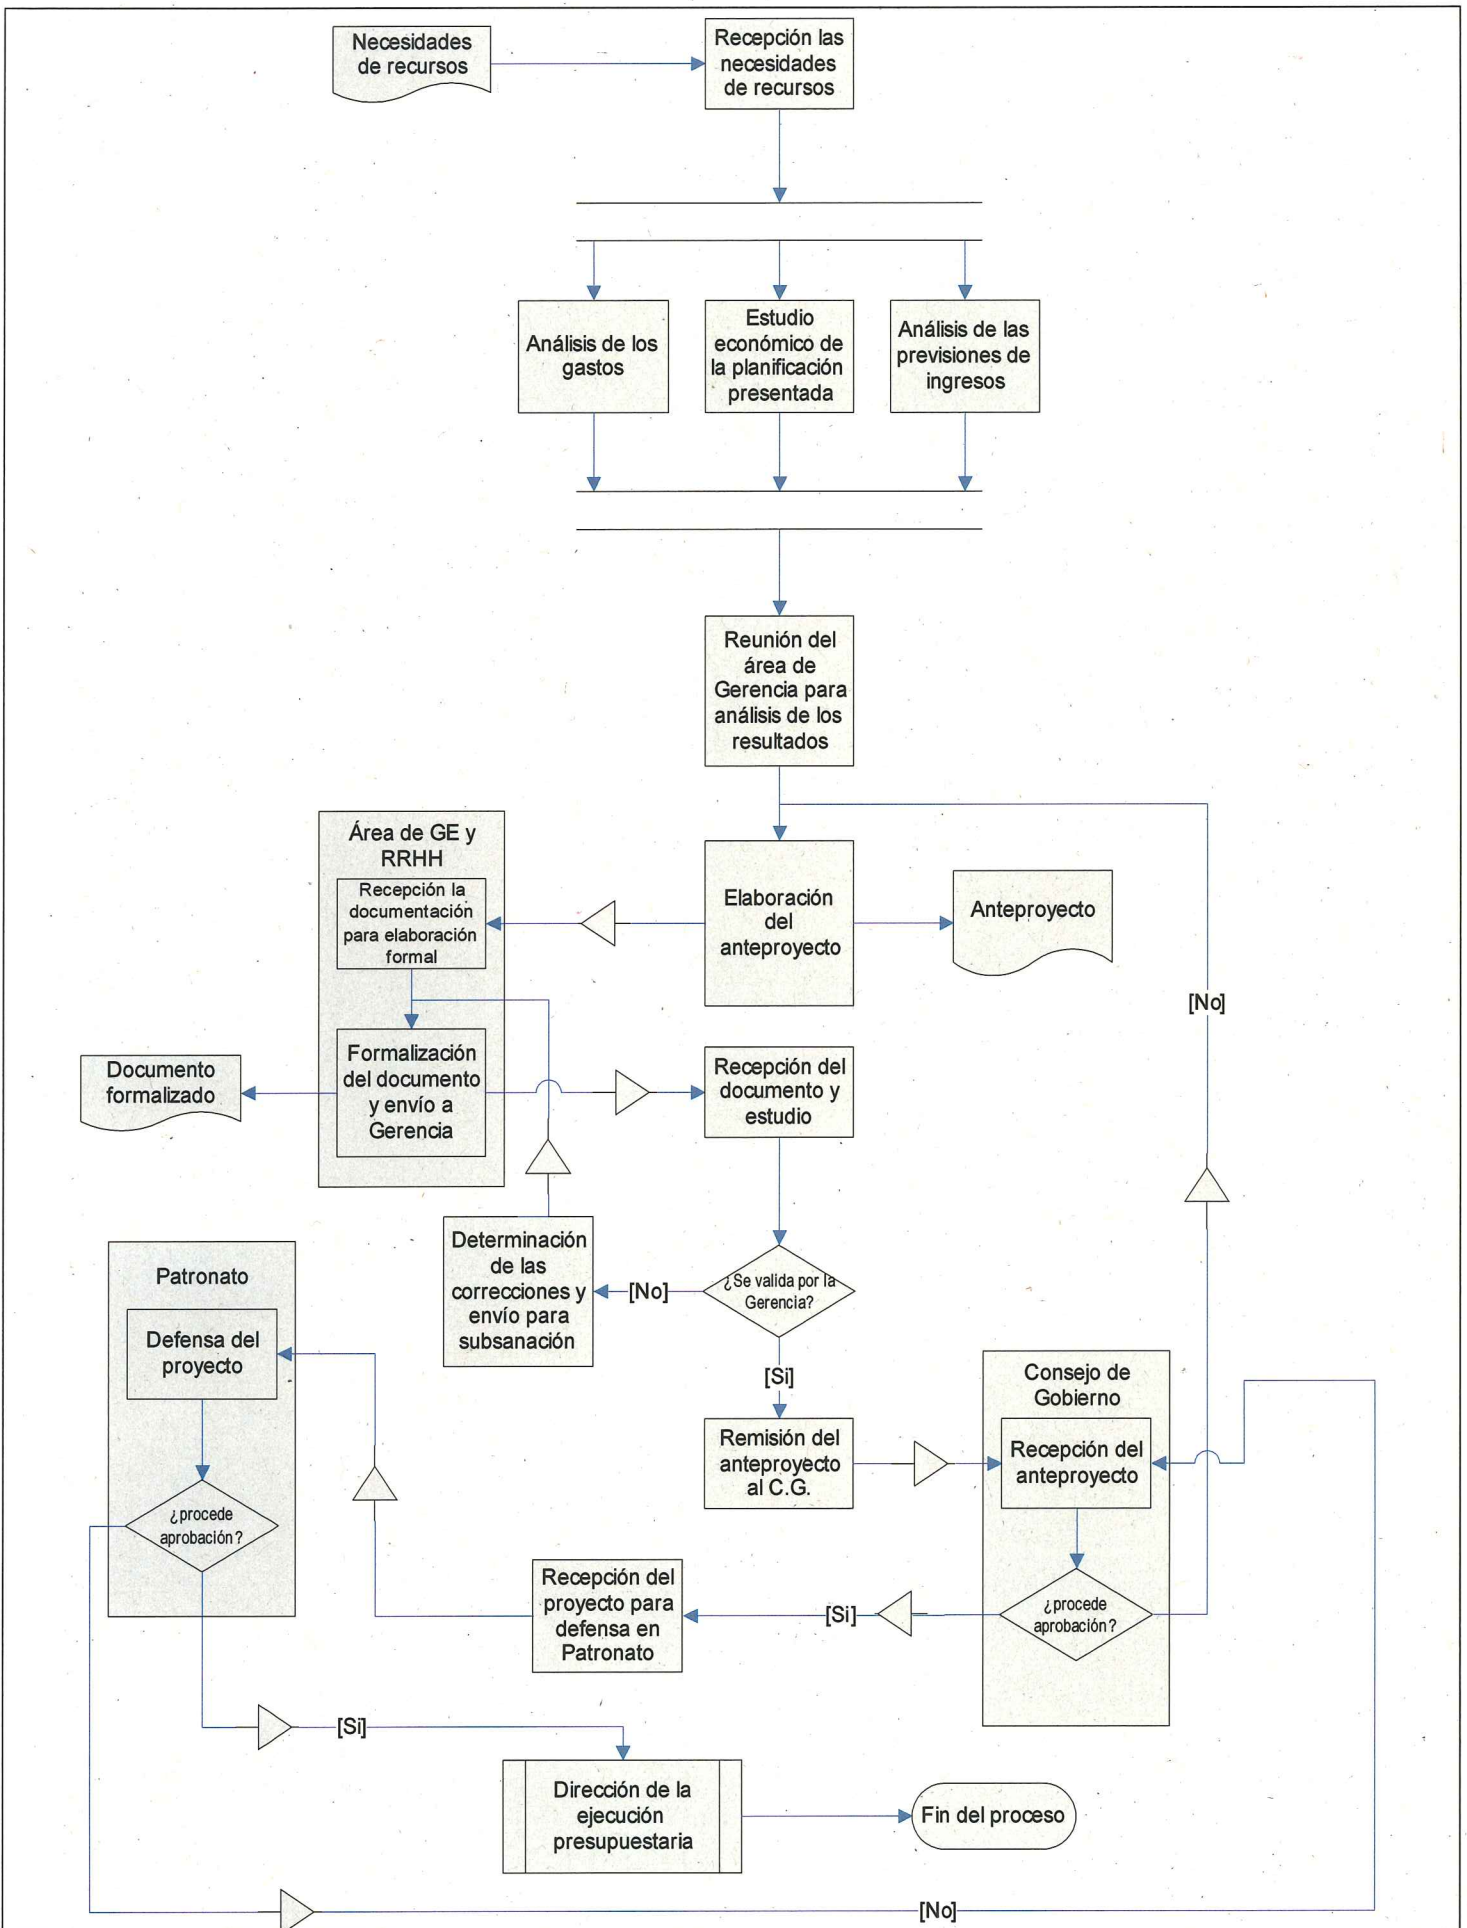 Necesidades
de recursos
Recepción las
necesidades
de recursos
Análisis de los
gastos
Estudio
económico de
la planificación
presentada
Análisis de las
previsiones de
ingresos
Reunión del
área de
Gerencia para
análisis de los
resultados
Área de GE y
RRHH
Recepción la
documentación
para elaboración
formal
Elaboración
del
anteproyecto
Anteproyecto
[No]
Documento
formalizado
Formalización
del documento
y envío a
Gerencia
Recepción del
documento y
estudio
Determinación
de las
correcciones y
envío para
subsanación
[No]
¿Se valida por la
Gerencia?
[Si]
Patronato
Defensa del
proyecto
¿procede
aprobación?
Remisión del
anteproyecto
al C.G.
Consejo de
Gobierno
Recepción del
anteproyecto
¿procede
aprobación?
[Si]
Recepción del
proyecto para
defensa en
Patronato
[Si]
Dirección de la
ejecución
presupuestaria
Fin del proceso
[No]